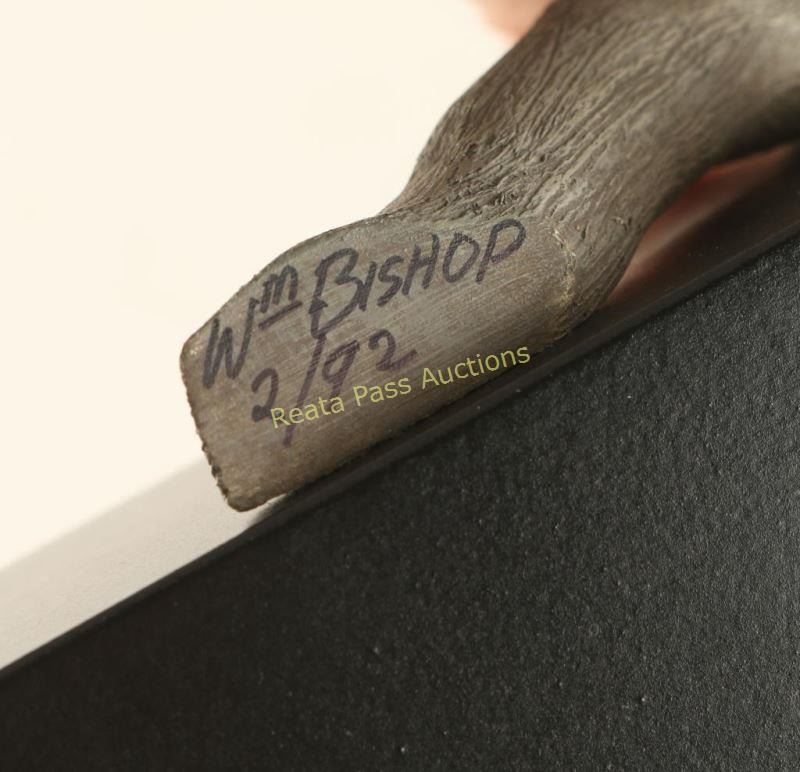 Wm BISHOP
2/92
Reata Pass Auctions